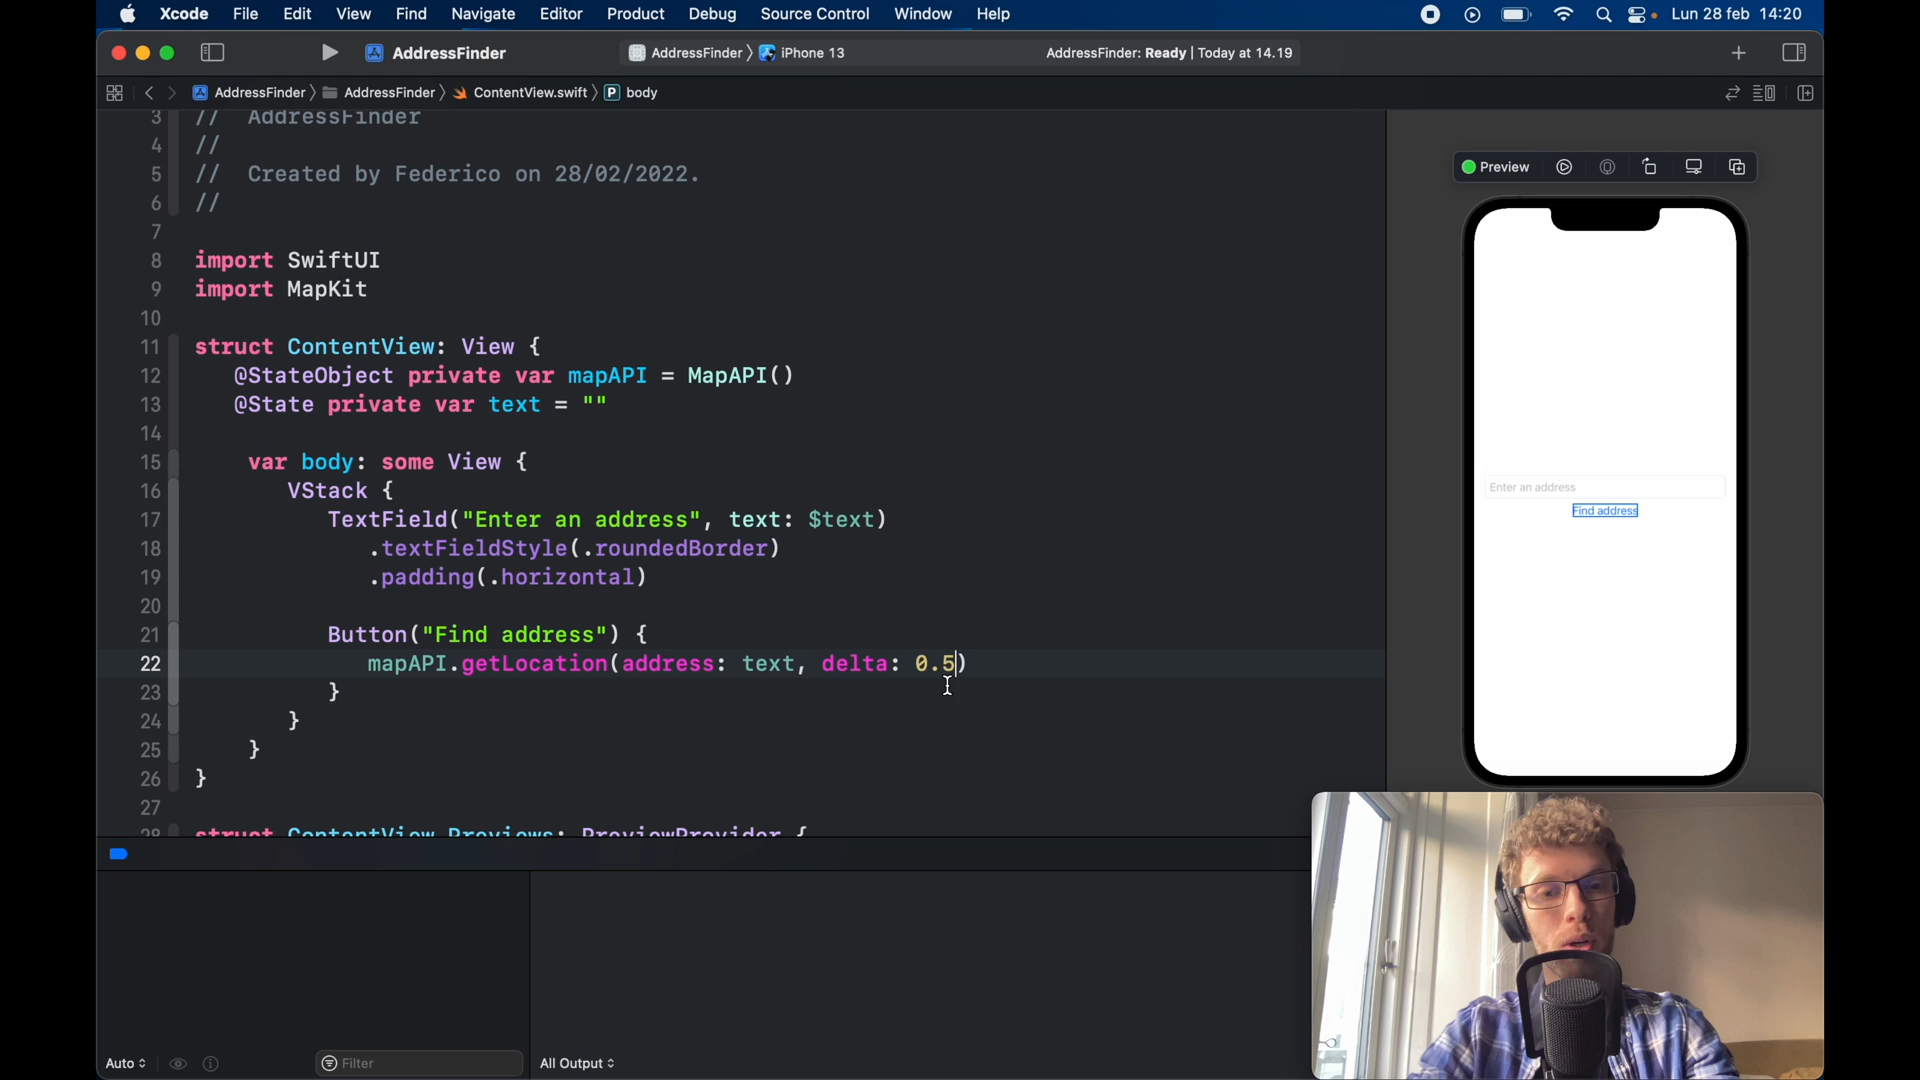 Xcode File Edit View Find Navigate Editor Product Debug Source Control Window Help Lun 28 feb 14:20
AddressFinder AddressFinder 〉 iPhone 13 AddressFinder: Ready | Today at 14.19
AddressFinder 〉 AddressFinder 〉 ContentView.swift 〉 P body
3 // AddressFinder
4 //
5 // Created by Federico on 28/02/2022.
6 //
7
8 import SwiftUI
9 import MapKit
10
11 struct ContentView: View {
12 @StateObject private var mapAPI = MapAPI()
13 @State private var text = ""
14
15 var body: some View {
16 VStack {
17 TextField("Enter an address", text: $text)
18 .textFieldStyle(.roundedBorder)
19 .padding(.horizontal)
20
21 Button("Find address") {
22 mapAPI.getLocation(address: text, delta: 0.5)
23 }
24 }
25 }
26 }
27
28 struct ContentView_Previews: PreviewProvider {
Auto Filter All Output
Preview
Enter an address
Find address